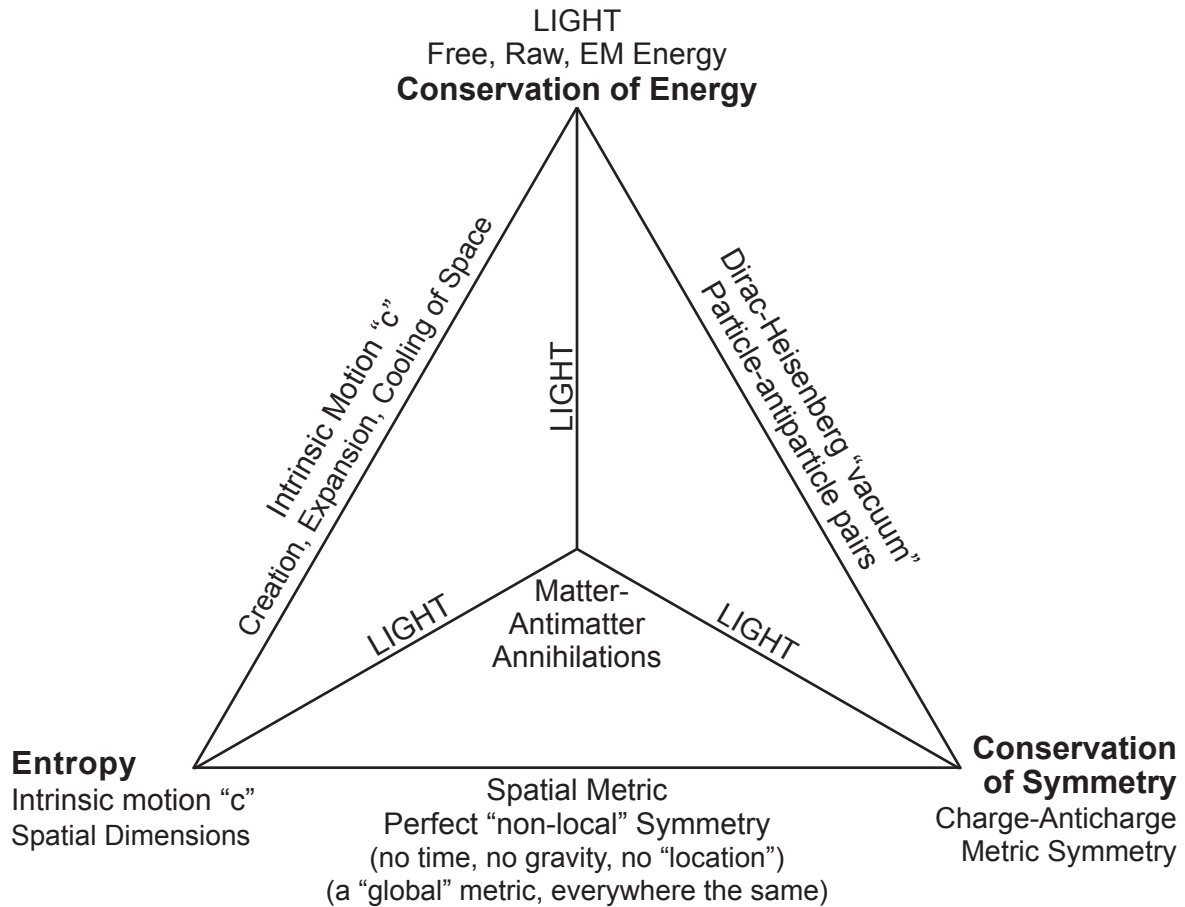 LIGHT
Free, Raw, EM Energy
Conservation of Energy
Intrinsic Motion “c”
Creation, Expansion, Cooling of Space
LIGHT
Dirac-Heisenberg “vacuum”
Particle-antiparticle pairs
LIGHT
Matter-
Antimatter
Annihilations
LIGHT
Entropy
Intrinsic motion “c”
Spatial Dimensions
Spatial Metric
Perfect “non-local” Symmetry
(no time, no gravity, no “location”)
(a “global” metric, everywhere the same)
Conservation
of Symmetry
Charge-Anticharge
Metric Symmetry